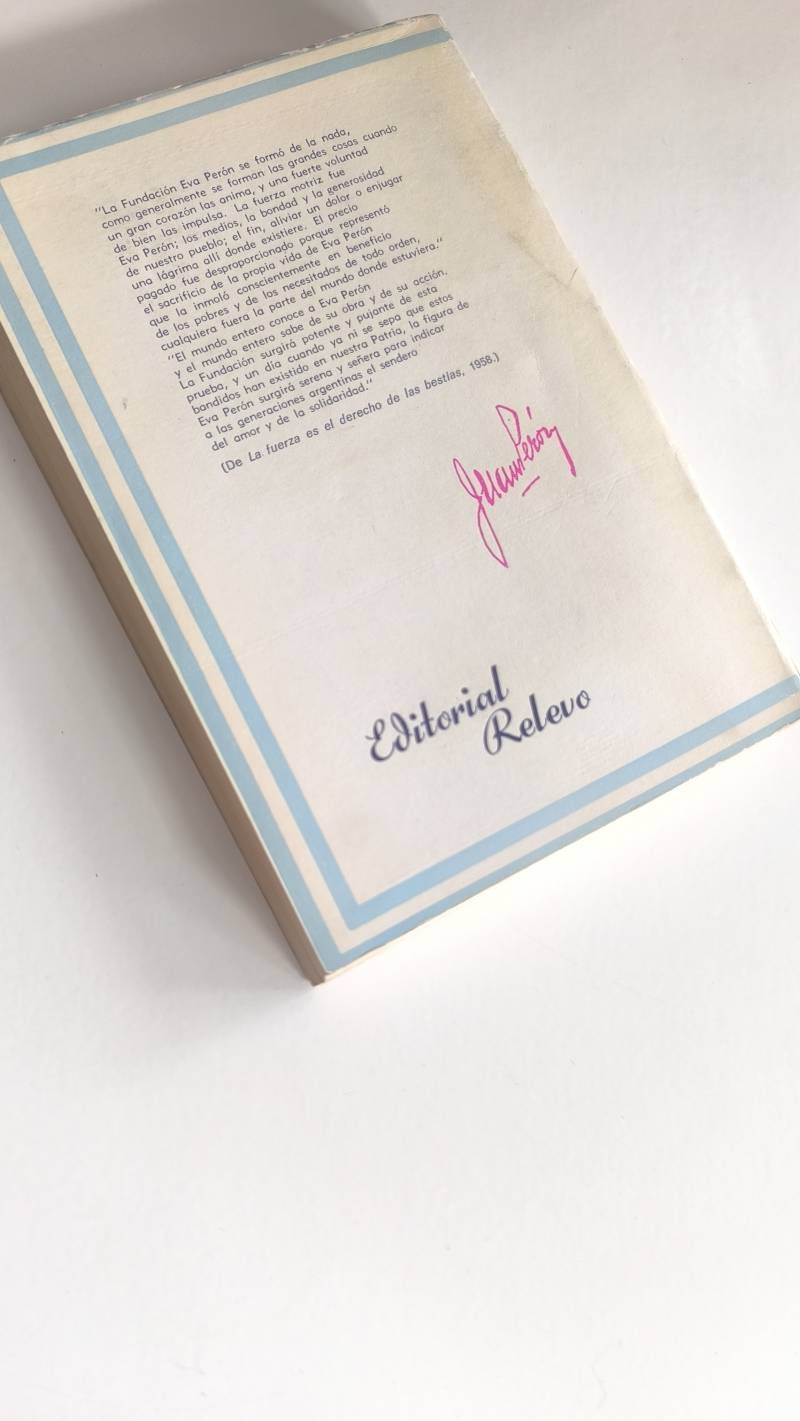 "La Fundación Eva Perón se formó de la nada,
como generalmente se forman las grandes cosas cuando
un gran corazón las anima, y una fuerte voluntad
de bien las impulsa. La fuerza motriz fue
Eva Perón; los medios, la bondad y la generosidad
de nuestro pueblo; el fin, aliviar un dolor o enjugar
una lágrima allí donde existiere. El precio
pagado fue desproporcionado porque representó
el sacrificio de la propia vida de Eva Perón
que la inmoló conscientemente en beneficio
de los pobres y de los necesitados de todo orden,
cualquiera fuera la parte del mundo donde estuviera."
"El mundo entero conoce a Eva Perón
y el mundo entero sabe de su obra y de su acción.
La Fundación surgirá potente y pujante de esta
prueba, y un día cuando ya ni se sepa que estos
bandidos han existido en nuestra Patria, la figura de
Eva Perón surgirá serena y señera para indicar
a las generaciones argentinas el sendero
del amor y de la solidaridad."
(De La fuerza es el derecho de las bestias, 1958.)
Juan Perón
Editorial
Relevo